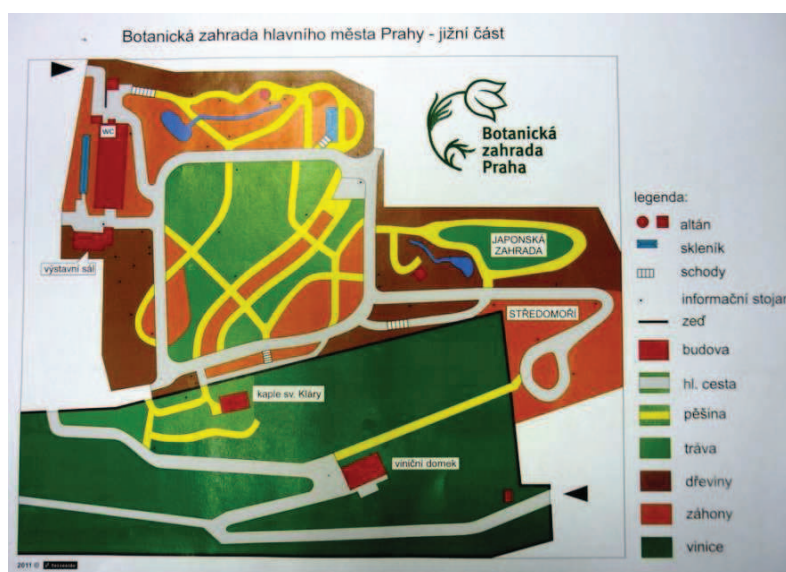 Botanická zahrada hlavního města Prahy - jižní část
WC
výstavní sál
Botanická
zahrada
Praha
JAPONSKÁ
ZAHRADA
STŘEDOMOŘÍ
kaple sv. Kláry
viniční domek
legenda:
altán
skleník
schody
informační stojan
zeď
budova
hl. cesta
pěšina
tráva
dřeviny
záhony
vinice
2011 ©